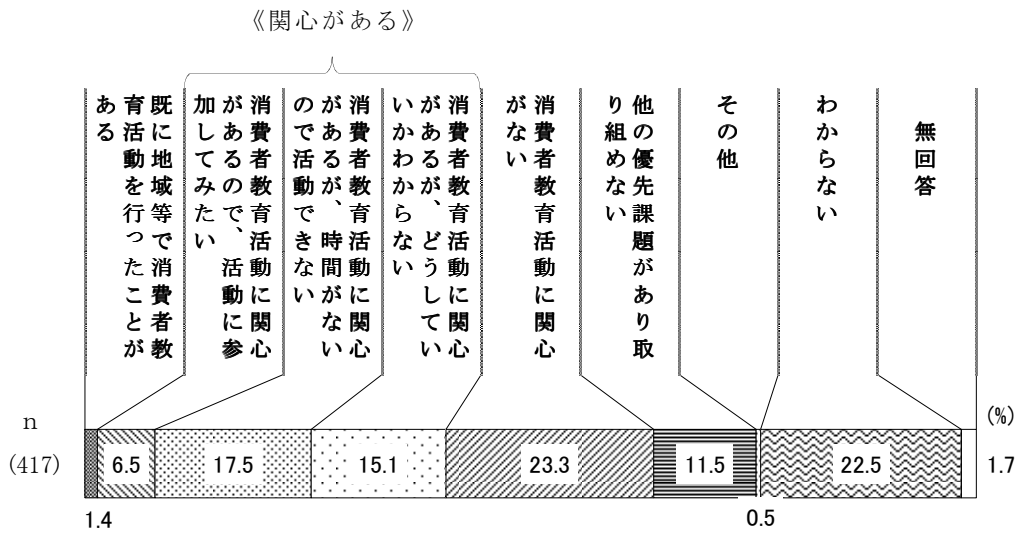 《関心がある》
既に地域等で消費者教
育活動を行ったことが
ある
消費者教育活動に関心
があるので、活動に参
加してみたい
消費者教育活動に関心
があるが、時間がない
ので活動できない
消費者教育活動に関心
があるが、どうしてい
いかわからない
消費者教育活動に関心
がない
他の優先課題があり取
り組めない
その他
わからない
無回答
n
(%)
(417)
6.5
17.5
15.1
23.3
11.5
22.5
1.7
1.4
0.5